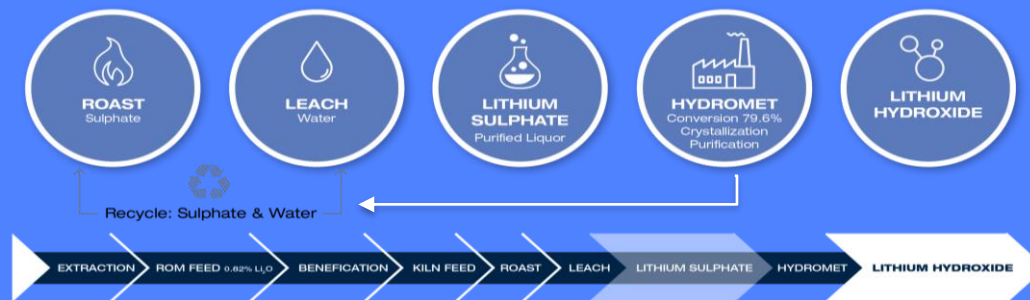 ROAST
Sulphate
LEACH
Water
LITHIUM
SULPHATE
Purified Liquor
HYDROMET
Conversion 79.6%
Crystallization
Purification
LITHIUM
HYDROXIDE
Recycle: Sulphate & Water
EXTRACTION ROM FEED 0.82% Li₂O BENEFICATION KILN FEED ROAST LEACH LITHIUM SULPHATE HYDROMET LITHIUM HYDROXIDE